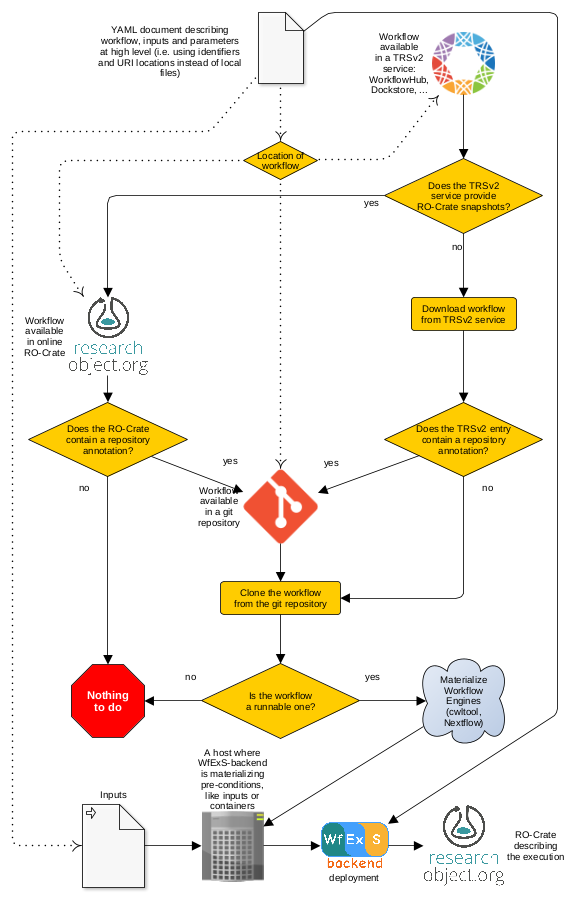 YAML document describing
workflow, inputs and parameters
at high level (i.e. using identifiers
and URI locations instead of local
files)
Workflow
available
in a TRSv2
service:
WorkflowHub,
Dockstore, ...
Location of
workflow
Does the TRSv2
service provide
RO-Crate snapshots?
yes
no
Download workflow
from TRSv2 service
Workflow
available
in online
RO-Crate
research
object.org
Does the RO-Crate
contain a repository
annotation?
Does the TRSv2 entry
contain a repository
annotation?
yes
yes
no
no
Workflow
available
in a git
repository
Clone the workflow
from the git repository
Nothing
to do
no
Is the workflow
a runnable one?
yes
Materialize
Workflow
Engines
(cwltool,
Nextflow)
A host where
WfExS-backend
is materializing
pre-conditions,
like inputs or
containers
Inputs
WfExS
backend
deployment
research
object.org
RO-Crate
describing
the execution